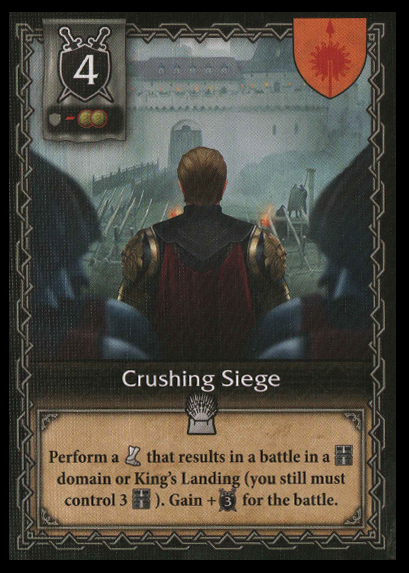 4
-
Crushing Siege
Perform a that results in a battle in a
domain or King's Landing (you still must
control 3 ). Gain + 3 for the battle.